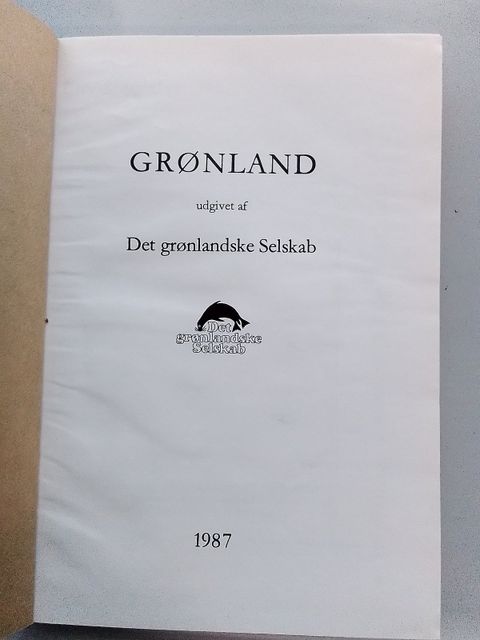 GRØNLAND
udgivet af
Det grønlandske Selskab
Det
grønlandske
Selskab
1987